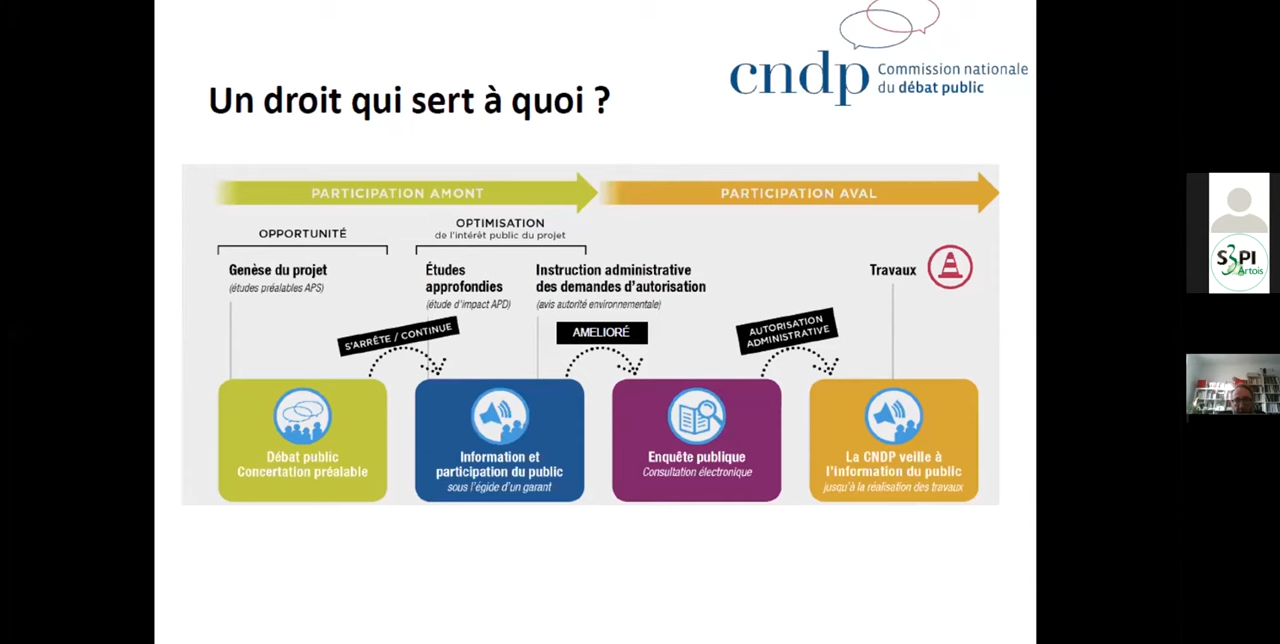 cndp
Commission nationale
du débat public
Un droit qui sert à quoi ?
PARTICIPATION AMONT
PARTICIPATION AVAL
OPPORTUNITÉ
OPTIMISATION
de l'intérêt public du projet
Genèse du projet
(études préalables APS)
Études
approfondies
(étude d'impact APD)
Instruction administrative
des demandes d'autorisation
(avis autorité environnementale)
Travaux
S'ARRÊTE / CONTINUE
AMELIORÉ
AUTORISATION
ADMINISTRATIVE
Débat public
Concertation préalable
Information et
participation du public
sous l'égide d'un garant
Enquête publique
Consultation électronique
La CNDP veille à
l'information du public
jusqu'à la réalisation des travaux
S3PI
Artois